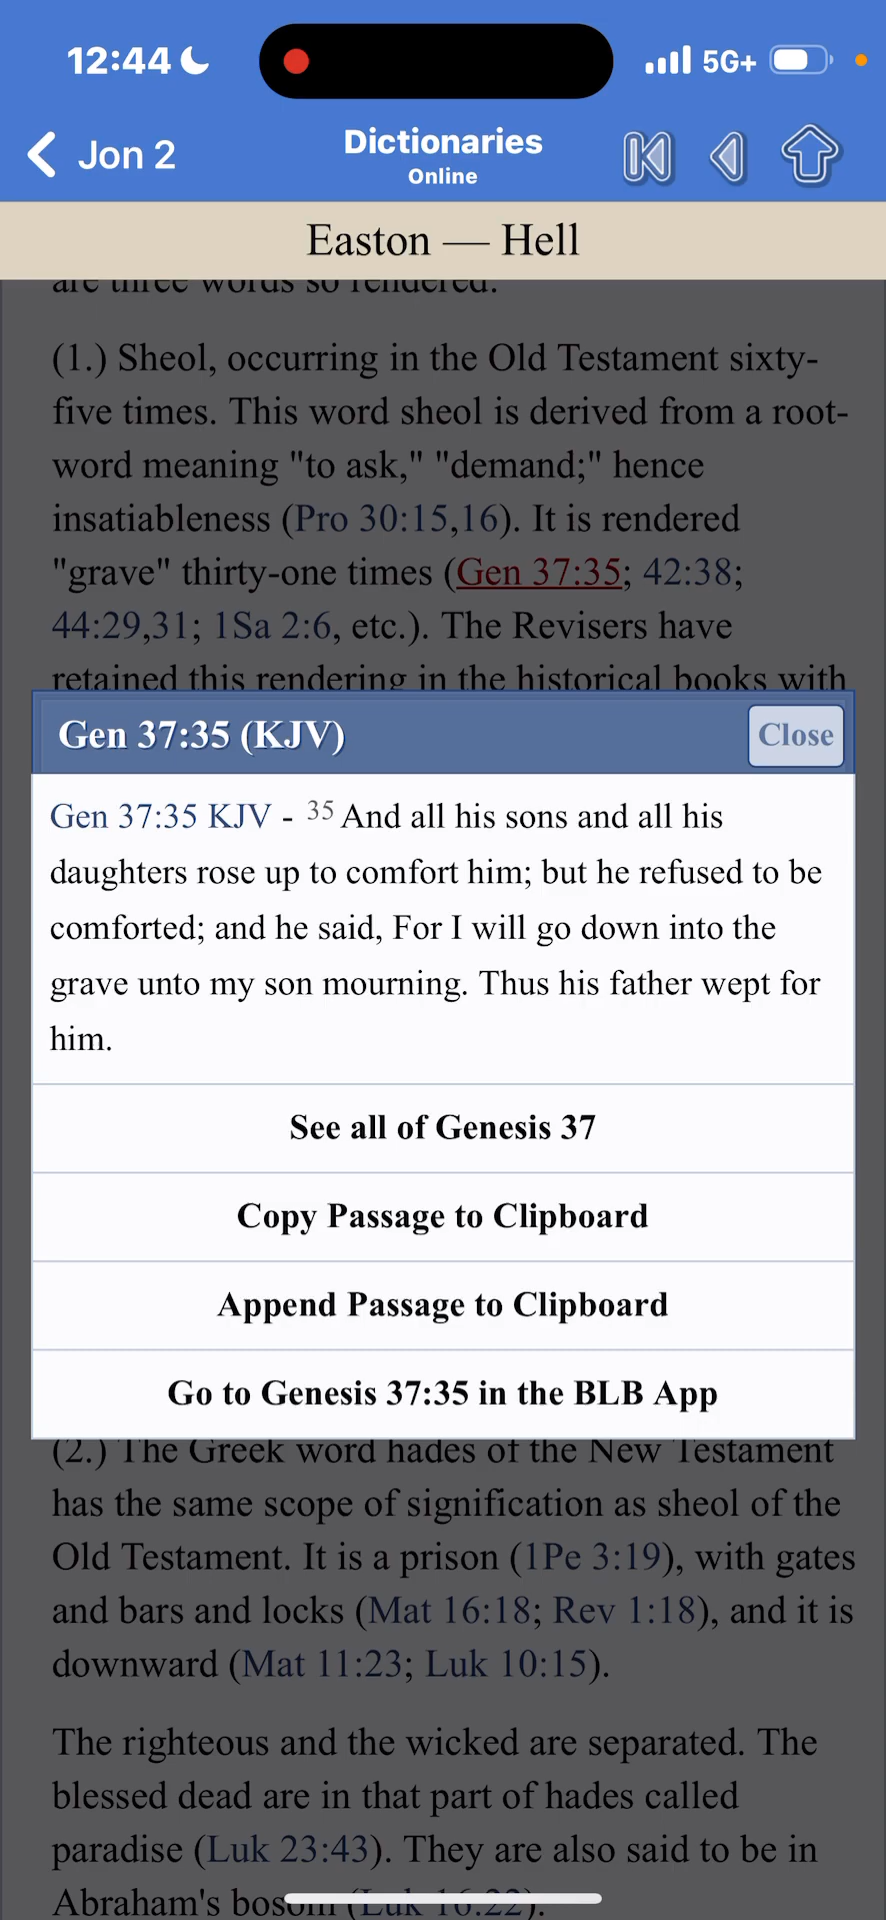 12:44
5G+
Jon 2
Dictionaries
Online
Easton — Hell
are three words so rendered.
(1.) Sheol, occurring in the Old Testament sixty-
five times. This word sheol is derived from a root-
word meaning "to ask," "demand;" hence
insatiableness (Pro 30:15,16). It is rendered
"grave" thirty-one times (Gen 37:35; 42:38;
44:29,31; 1Sa 2:6, etc.). The Revisers have
retained this rendering in the historical books with
Gen 37:35 (KJV)
Close
Gen 37:35 KJV - 35 And all his sons and all his
daughters rose up to comfort him; but he refused to be
comforted; and he said, For I will go down into the
grave unto my son mourning. Thus his father wept for
him.
See all of Genesis 37
Copy Passage to Clipboard
Append Passage to Clipboard
Go to Genesis 37:35 in the BLB App
(2.) The Greek word hades of the New Testament
has the same scope of signification as sheol of the
Old Testament. It is a prison (1Pe 3:19), with gates
and bars and locks (Mat 16:18; Rev 1:18), and it is
downward (Mat 11:23; Luk 10:15).
The righteous and the wicked are separated. The
blessed dead are in that part of hades called
paradise (Luk 23:43). They are also said to be in
Abraham's bosom (Luk 16:22).